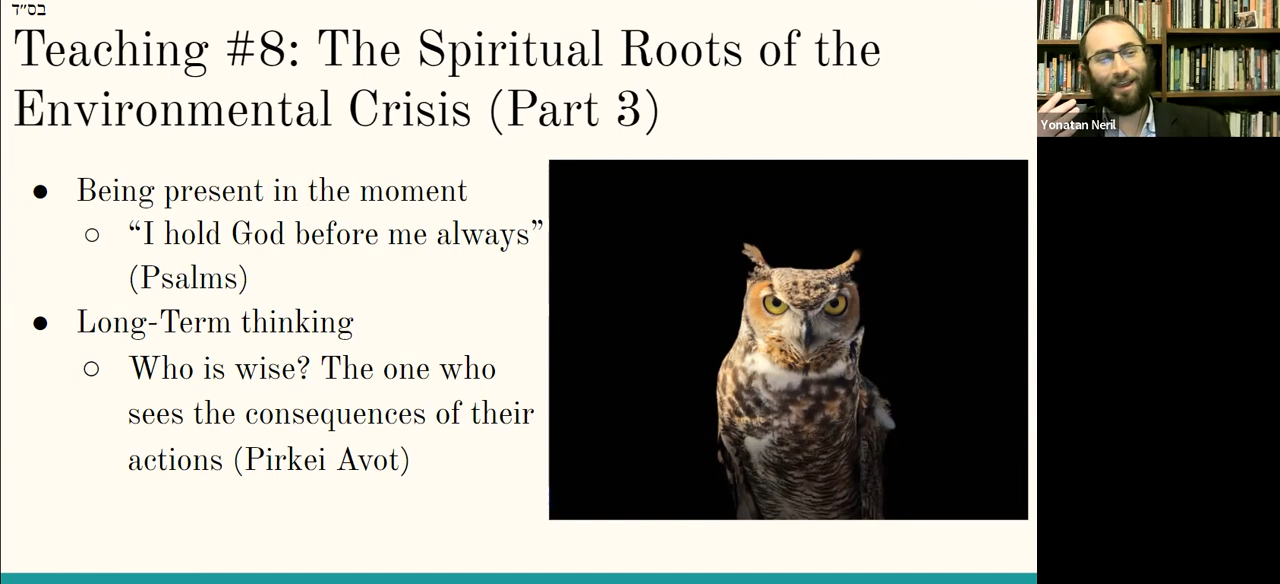 בס״ד
Teaching #8: The Spiritual Roots of the
Environmental Crisis (Part 3)
● Being present in the moment
○ “I hold God before me always”
(Psalms)
● Long-Term thinking
○ Who is wise? The one who
sees the consequences of their
actions (Pirkei Avot)
Yonatan Neril